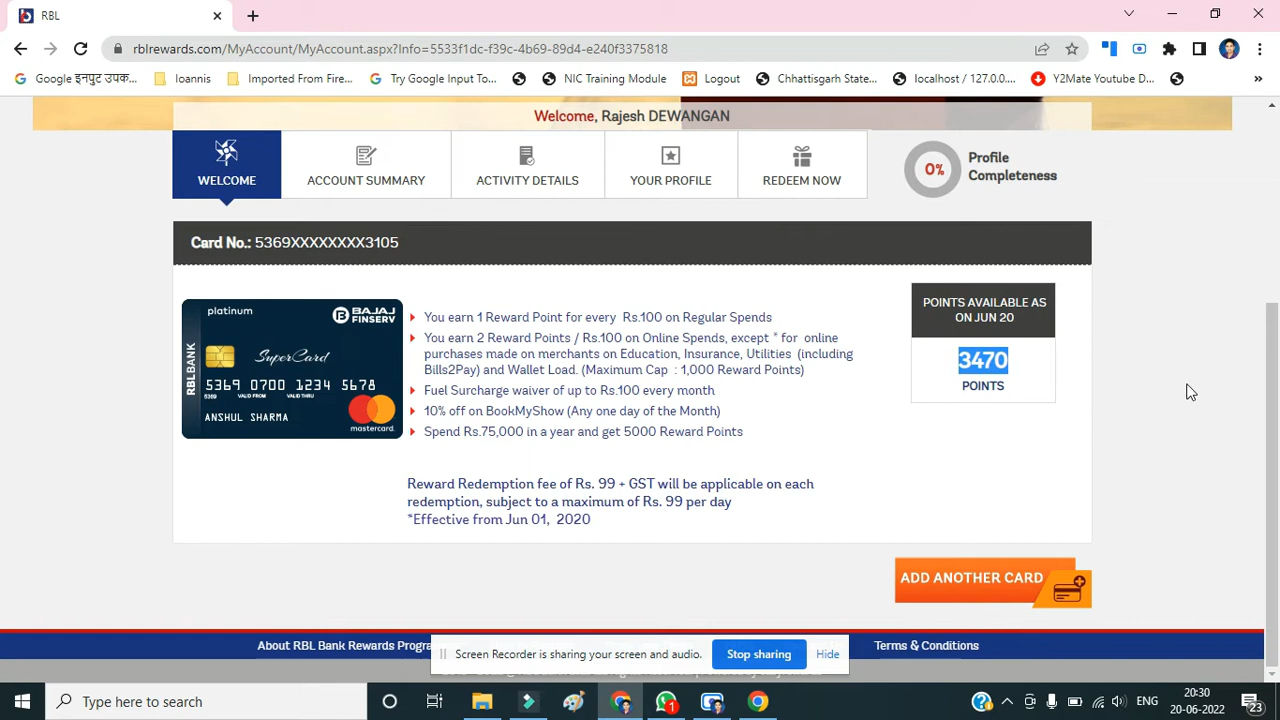 RBL
rblrewards.com/MyAccount/MyAccount.aspx?Info=5533f1dc-f39c-4b69-89d4-e240f3375818
Google इनपुट उपक...
Ioannis
Imported From Fire...
Try Google Input To...
NIC Training Module
Logout
Chhattisgarh State...
localhost / 127.0.0....
Y2Mate Youtube D...
»
Welcome, Rajesh DEWANGAN
WELCOME
ACCOUNT SUMMARY
ACTIVITY DETAILS
YOUR PROFILE
REDEEM NOW
0%
Profile
Completeness
Card No.: 5369XXXXXXXX3105
platinum
BAJAJ
FINSERV
RBLBANK
SuperCard
5369 0700 1234 5678
5369 VALID FROM VALID THRU
ANSHUL SHARMA
mastercard.
You earn 1 Reward Point for every Rs.100 on Regular Spends
You earn 2 Reward Points / Rs.100 on Online Spends, except * for online
purchases made on merchants on Education, Insurance, Utilities (including
Bills2Pay) and Wallet Load. (Maximum Cap : 1,000 Reward Points)
Fuel Surcharge waiver of up to Rs.100 every month
10% off on BookMyShow (Any one day of the Month)
Spend Rs.75,000 in a year and get 5000 Reward Points
POINTS AVAILABLE AS
ON JUN 20
3470
POINTS
Reward Redemption fee of Rs. 99 + GST will be applicable on each
redemption, subject to a maximum of Rs. 99 per day
*Effective from Jun 01, 2020
ADD ANOTHER CARD
About RBL Bank Rewards Progra
Terms & Conditions
Screen Recorder is sharing your screen and audio.
Stop sharing
Hide
Type here to search
1
ENG
20:30
20-06-2022
23